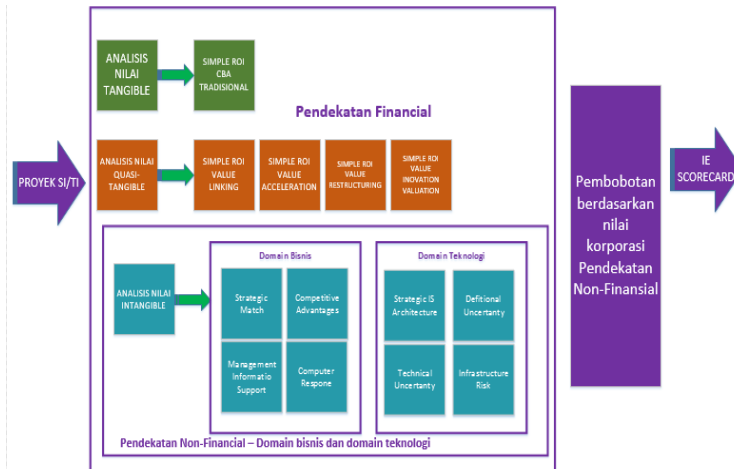 PROYEK SI/TI
ANALISIS
NILAI
TANGIBLE
SIMPLE ROI
CBA
TRADISIONAL
Pendekatan Financial
ANALISIS NILAI
QUASI-
TANGIBLE
SIMPLE ROI
VALUE
LINKING
SIMPLE ROI
VALUE
ACCELERATION
SIMPLE ROI
VALUE
RESTRUCTURING
SIMPLE ROI
VALUE
INOVATION
VALUATION
ANALISIS NILAI
INTANGIBLE
Domain Bisnis
Strategic
Match
Competitive
Advantages
Management
Informatio
Support
Computer
Respone
Domain Teknologi
Strategic IS
Architecture
Defitional
Uncertanty
Technical
Uncertanty
Infrastructure
Risk
Pendekatan Non-Financial – Domain bisnis dan domain teknologi
Pembobotan
berdasarkan
nilai
korporasi
Pendekatan
Non-Finansial
IE
SCORECARD